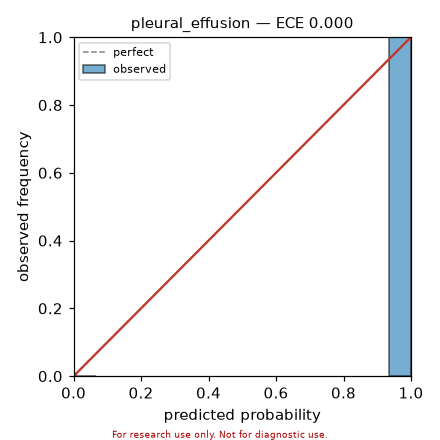 pleural_effusion — ECE 0.000
perfect
observed
observed frequency
1.0
0.8
0.6
0.4
0.2
0.0
0.0 0.2 0.4 0.6 0.8 1.0
predicted probability
For research use only. Not for diagnostic use.